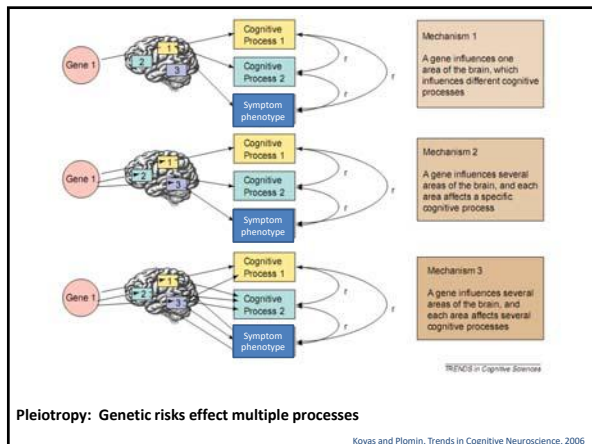 Gene 1
1
2
3
Cognitive
Process 1
Cognitive
Process 2
Symptom
phenotype
r
r
r
Mechanism 1
A gene influences one
area of the brain, which
influences different cognitive
processes
Gene 1
1
2
3
Cognitive
Process 1
Cognitive
Process 2
Symptom
phenotype
r
r
r
Mechanism 2
A gene influences several
areas of the brain, and each
area affects a specific
cognitive process
Gene 1
1
2
3
Cognitive
Process 1
Cognitive
Process 2
Symptom
phenotype
r
r
r
Mechanism 3
A gene influences several
areas of the brain, and
each area affects several
cognitive processes
TRENDS in Cognitive Sciences
Pleiotropy: Genetic risks effect multiple processes
Kovas and Plomin, Trends in Cognitive Neuroscience, 2006